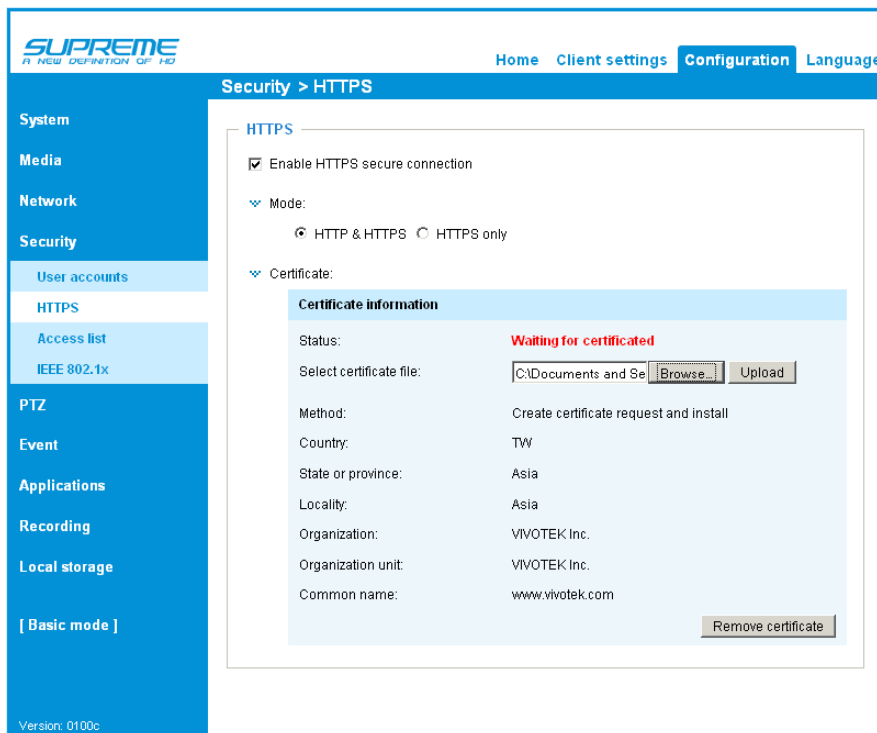 SUPREME
A NEW DEFINITION OF HD
Home Client settings Configuration Language
Security > HTTPS
System
Media
Network
Security
User accounts
HTTPS
Access list
IEEE 802.1x
PTZ
Event
Applications
Recording
Local storage
[ Basic mode ]
Version: 0100c
HTTPS
Enable HTTPS secure connection
Mode:
HTTP & HTTPS HTTPS only
Certificate:
Certificate information
Status: Waiting for certificated
Select certificate file: C:\Documents and Se Browse... Upload
Method: Create certificate request and install
Country: TW
State or province: Asia
Locality: Asia
Organization: VIVOTEK Inc.
Organization unit: VIVOTEK Inc.
Common name: www.vivotek.com
Remove certificate